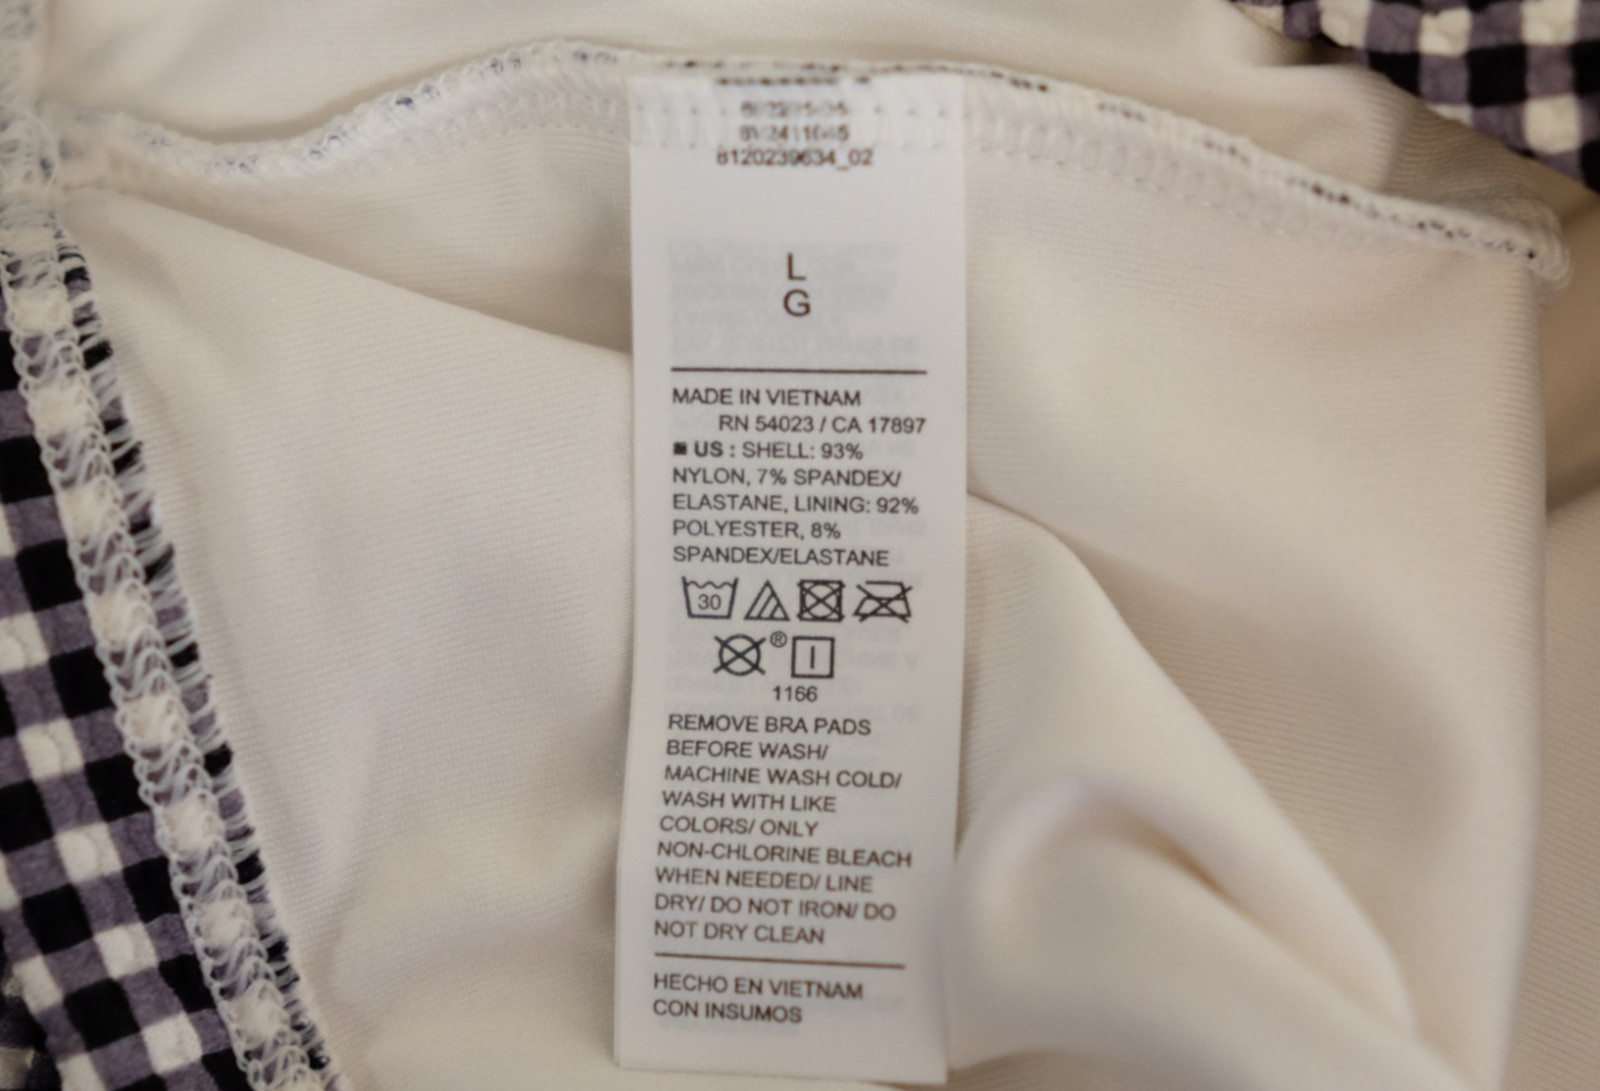 8120239634_02
L
G
MADE IN VIETNAM
RN 54023 / CA 17897
US : SHELL: 93%
NYLON, 7% SPANDEX/
ELASTANE, LINING: 92%
POLYESTER, 8%
SPANDEX/ELASTANE
30
®
1166
REMOVE BRA PADS
BEFORE WASH/
MACHINE WASH COLD/
WASH WITH LIKE
COLORS/ ONLY
NON-CHLORINE BLEACH
WHEN NEEDED/ LINE
DRY/ DO NOT IRON/ DO
NOT DRY CLEAN
HECHO EN VIETNAM
CON INSUMOS